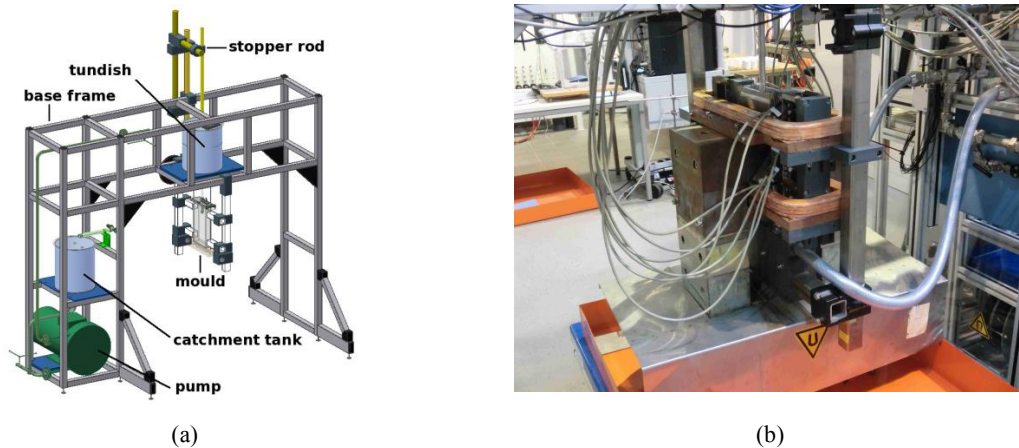 stopper rod
tundish
base frame
mould
catchment tank
pump
U
(a)
(b)